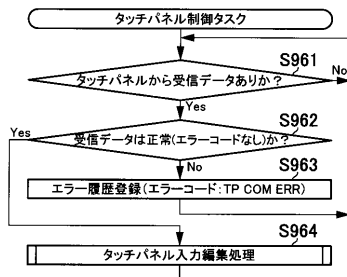 タッチパネル制御タスク
S961
タッチパネルから受信データありか?
No
Yes
S962
Yes
受信データは正常(エラーコードなし)か?
No
S963
エラー履歴登録(エラーコード:TP COM ERR)
S964
タッチパネル入力編集処理